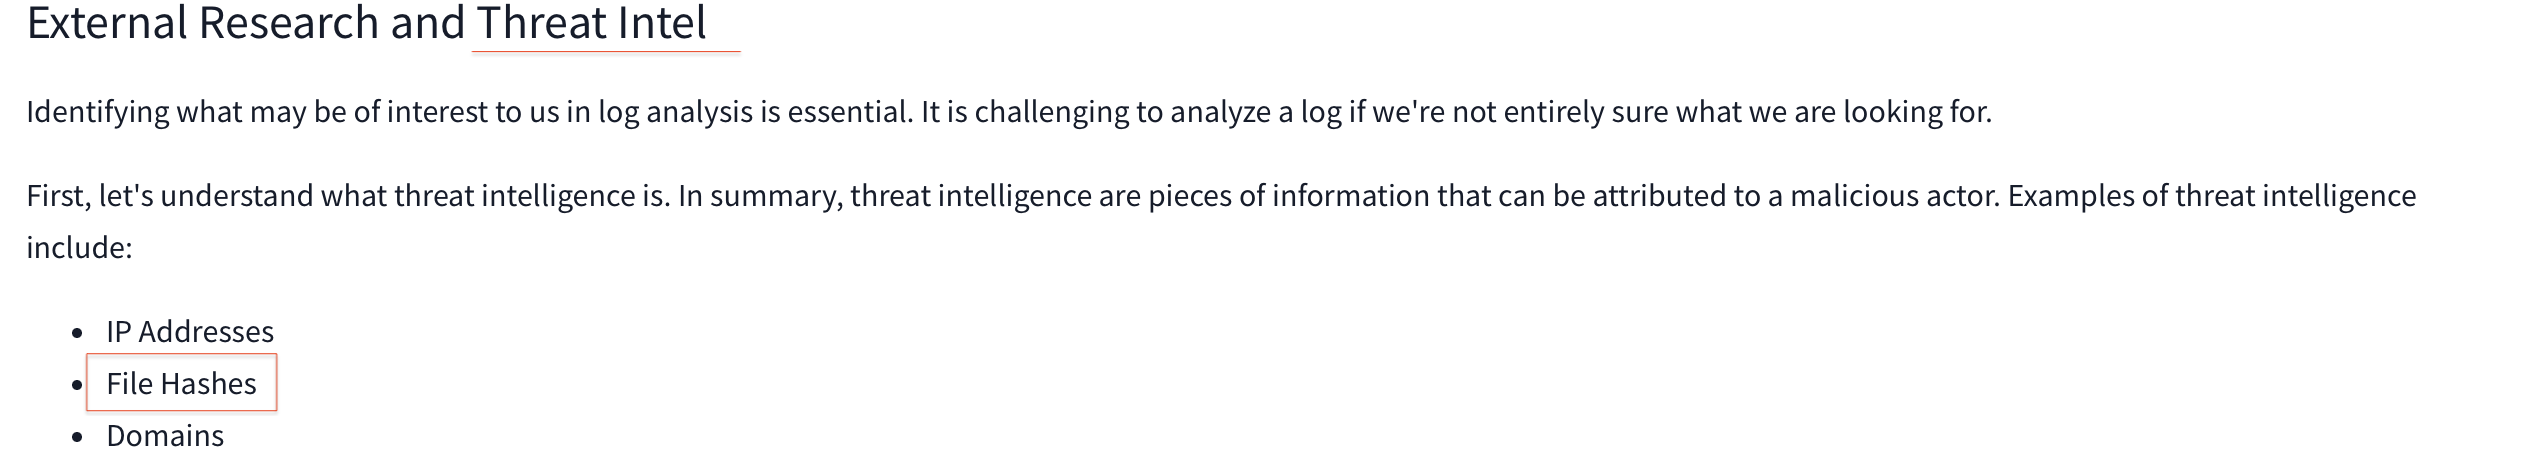 External Research and Threat Intel
Identifying what may be of interest to us in log analysis is essential. It is challenging to analyze a log if we're not entirely sure what we are looking for.
First, let's understand what threat intelligence is. In summary, threat intelligence are pieces of information that can be attributed to a malicious actor. Examples of threat intelligence
include:
• IP Addresses
• File Hashes
• Domains